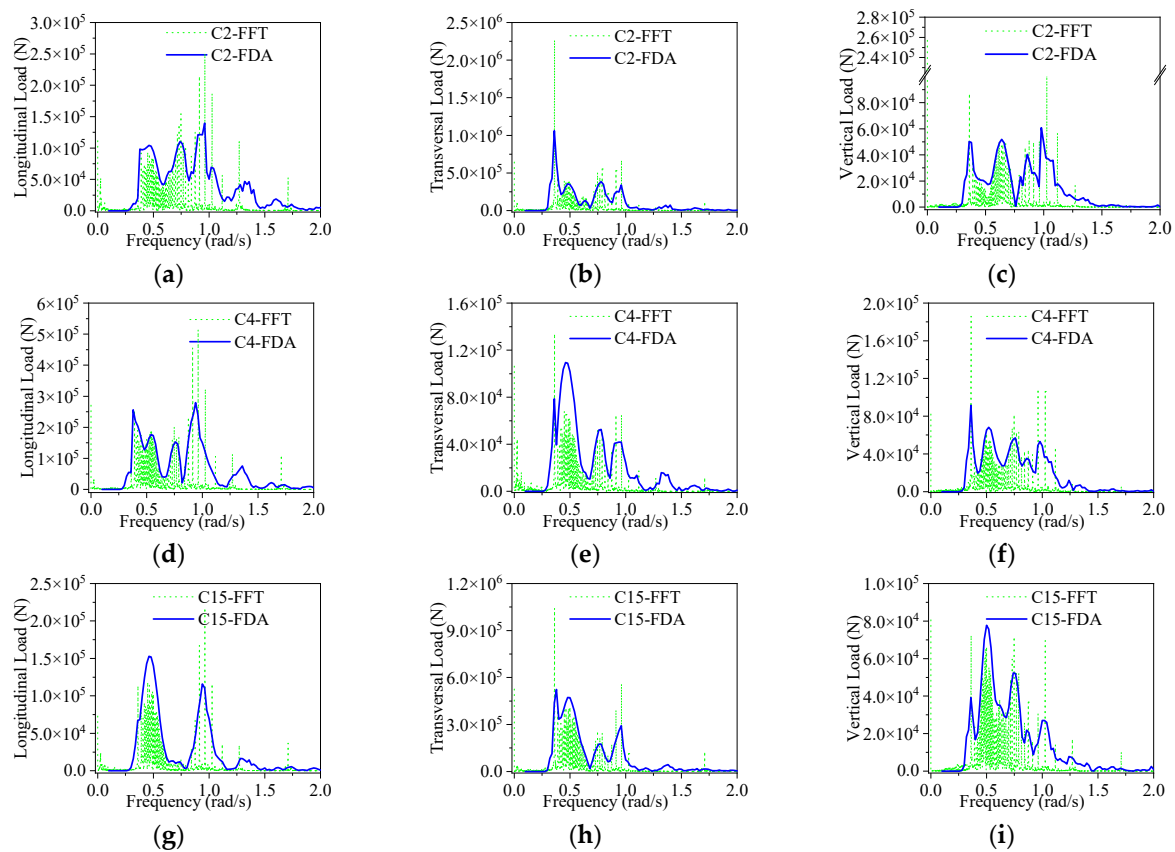 3.0×10⁵
2.5×10⁵
2.0×10⁵
1.5×10⁵
1.0×10⁵
5.0×10⁴
0.0
Longitudinal Load (N)
C2-FFT
C2-FDA
0.0 0.5 1.0 1.5 2.0
Frequency (rad/s)
(a)
2.5×10⁶
2.0×10⁶
1.5×10⁶
1.0×10⁶
5.0×10⁵
0.0
Transversal Load (N)
C2-FFT
C2-FDA
0.0 0.5 1.0 1.5 2.0
Frequency (rad/s)
(b)
2.8×10⁵
2.6×10⁵
2.4×10⁵
8.0×10⁴
6.0×10⁴
4.0×10⁴
2.0×10⁴
0.0
Vertical Load (N)
C2-FFT
C2-FDA
0.0 0.5 1.0 1.5 2.0
Frequency (rad/s)
(c)
6×10⁵
5×10⁵
4×10⁵
3×10⁵
2×10⁵
1×10⁵
0
Longitudinal Load (N)
C4-FFT
C4-FDA
0.0 0.5 1.0 1.5 2.0
Frequency (rad/s)
(d)
1.6×10⁵
1.2×10⁵
8.0×10⁴
4.0×10⁴
0.0
Transversal Load (N)
C4-FFT
C4-FDA
0.0 0.5 1.0 1.5 2.0
Frequency (rad/s)
(e)
2.0×10⁵
1.6×10⁵
1.2×10⁵
8.0×10⁴
4.0×10⁴
0.0
Vertical Load (N)
C4-FFT
C4-FDA
0.0 0.5 1.0 1.5 2.0
Frequency (rad/s)
(f)
2.5×10⁵
2.0×10⁵
1.5×10⁵
1.0×10⁵
5.0×10⁴
0.0
Longitudinal Load (N)
C15-FFT
C15-FDA
0.0 0.5 1.0 1.5 2.0
Frequency (rad/s)
(g)
1.2×10⁶
9.0×10⁵
6.0×10⁵
3.0×10⁵
0.0
Transversal Load (N)
C15-FFT
C15-FDA
0.0 0.5 1.0 1.5 2.0
Frequency (rad/s)
(h)
1.0×10⁵
8.0×10⁴
6.0×10⁴
4.0×10⁴
2.0×10⁴
0.0
Vertical Load (N)
C15-FFT
C15-FDA
0.0 0.5 1.0 1.5 2.0
Frequency (rad/s)
(i)